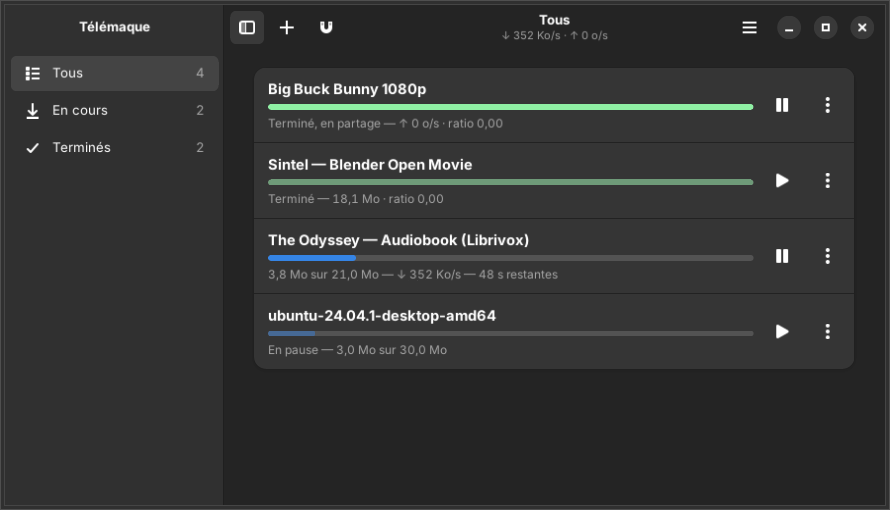 Télémaque
Tous 4
En cours 2
Terminés 2
Tous
↓ 352 Ko/s · ↑ 0 o/s
Big Buck Bunny 1080p
Terminé, en partage — ↑ 0 o/s · ratio 0,00
Sintel — Blender Open Movie
Terminé — 18,1 Mo · ratio 0,00
The Odyssey — Audiobook (Librivox)
3,8 Mo sur 21,0 Mo — ↓ 352 Ko/s — 48 s restantes
ubuntu-24.04.1-desktop-amd64
En pause — 3,0 Mo sur 30,0 Mo